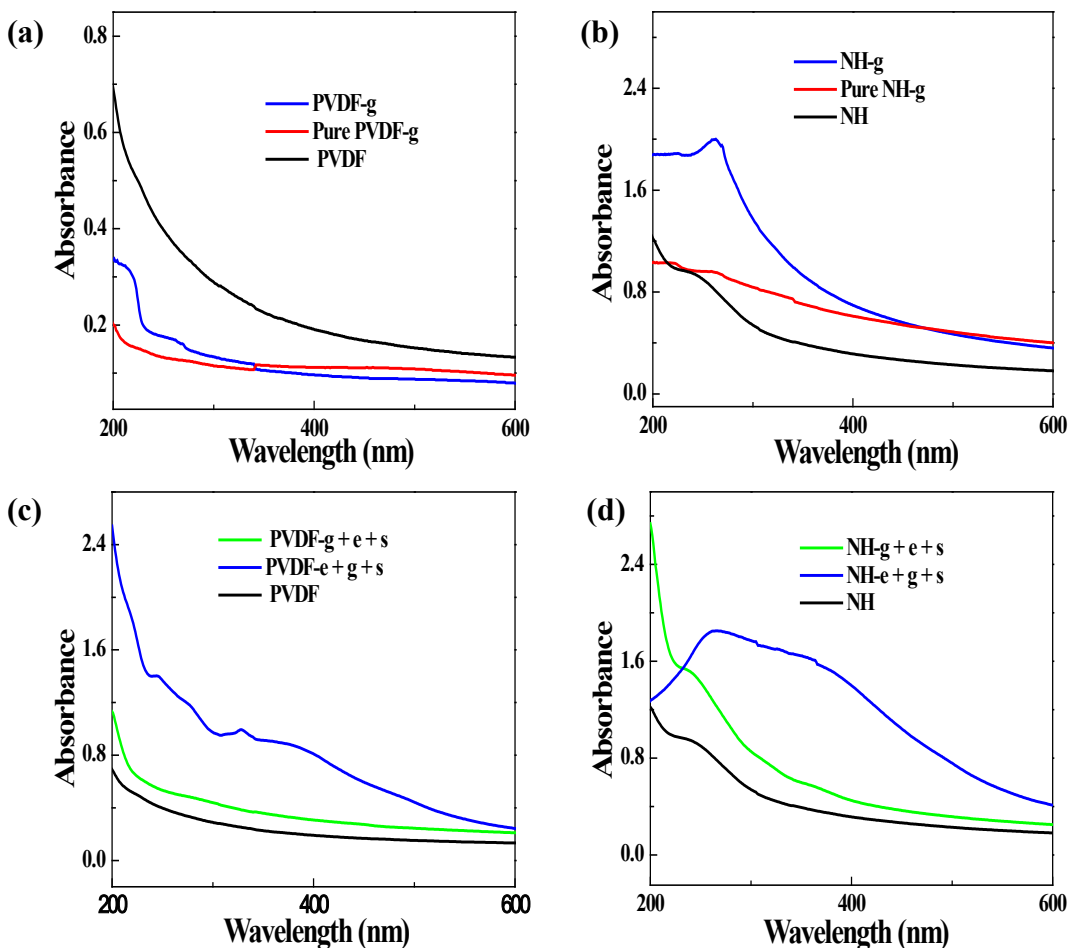 (a)
0.8
0.6
0.4
0.2
Absorbance
PVDF-g
Pure PVDF-g
PVDF
200
400
600
Wavelength (nm)
(b)
2.4
1.6
0.8
0.0
Absorbance
NH-g
Pure NH-g
NH
200
400
600
Wavelength (nm)
(c)
2.4
1.6
0.8
0.0
Absorbance
PVDF-g + e + s
PVDF-e + g + s
PVDF
200
400
600
Wavelength (nm)
(d)
2.4
1.6
0.8
0.0
Absorbance
NH-g + e + s
NH-e + g + s
NH
200
400
600
Wavelength (nm)